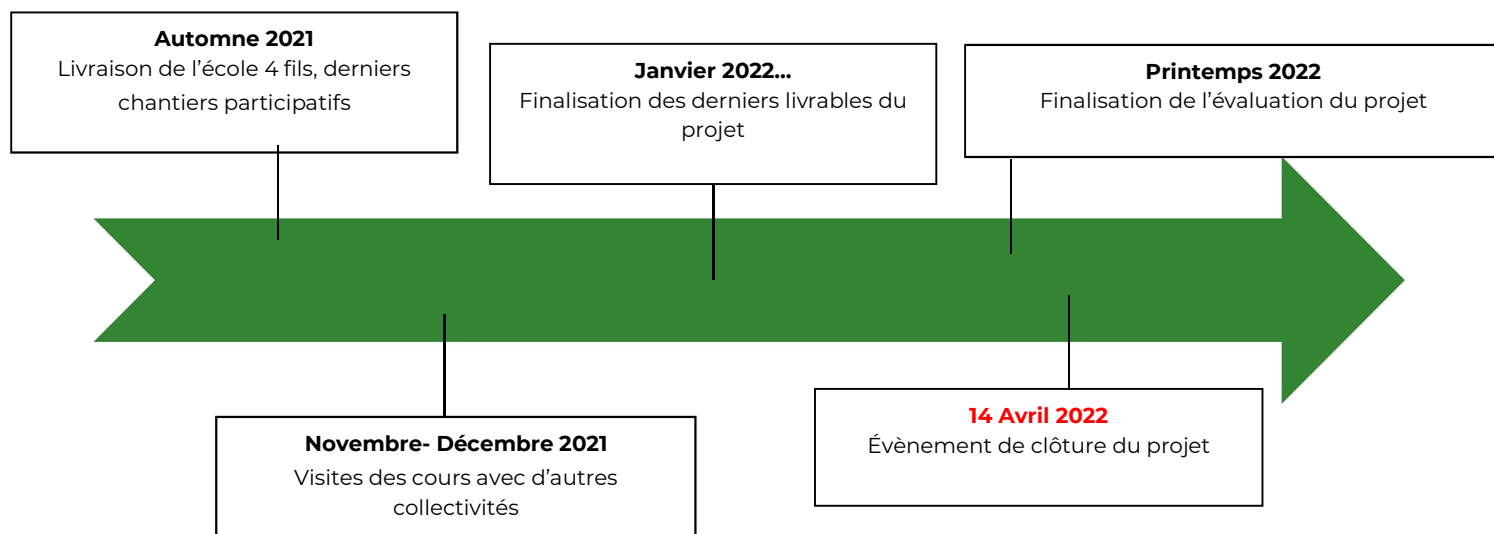 Automne 2021
Livraison de l’école 4 fils, derniers
chantiers participatifs
Janvier 2022...
Finalisation des derniers livrables du
projet
Printemps 2022
Finalisation de l’évaluation du projet
Novembre- Décembre 2021
Visites des cours avec d’autres
collectivités
14 Avril 2022
Évènement de clôture du projet